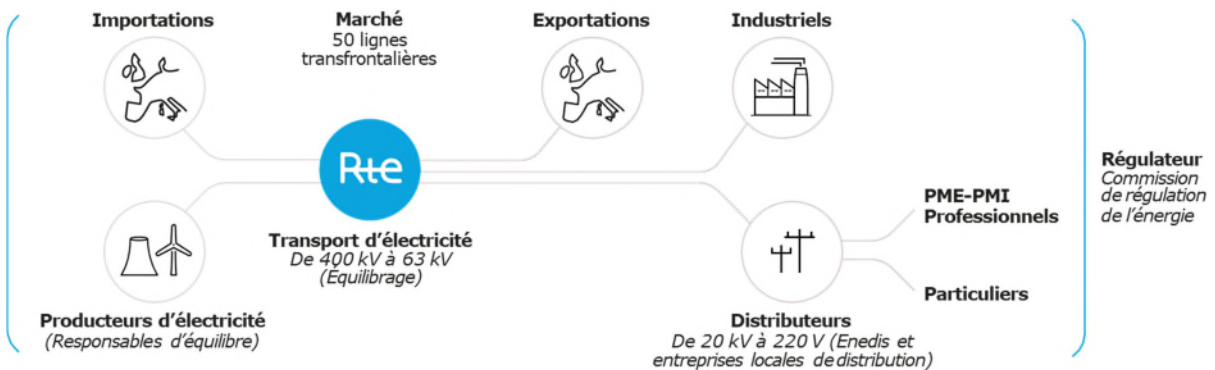 Importations
Marché
50 lignes
transfrontalières
Exportations
Industriels
Rte
Transport d'électricité
De 400 kV à 63 kV
(Equilibrage)
Producteurs d'électricité
(Responsables d'équilibre)
Distributeurs
De 20 kV à 220 V (Enedis et
entreprises locales de distribution)
PME-PMI
Professionnels
Particuliers
Régulateur
Commission
de régulation
de l'énergie